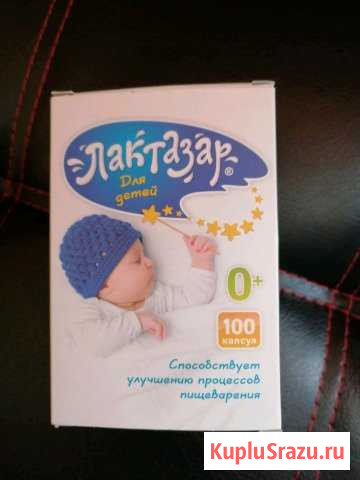 Лактазар®
Для
детей
0+
100
капсул
Способствует
улучшению процессов
пищеварения
KupluSrazu.ru